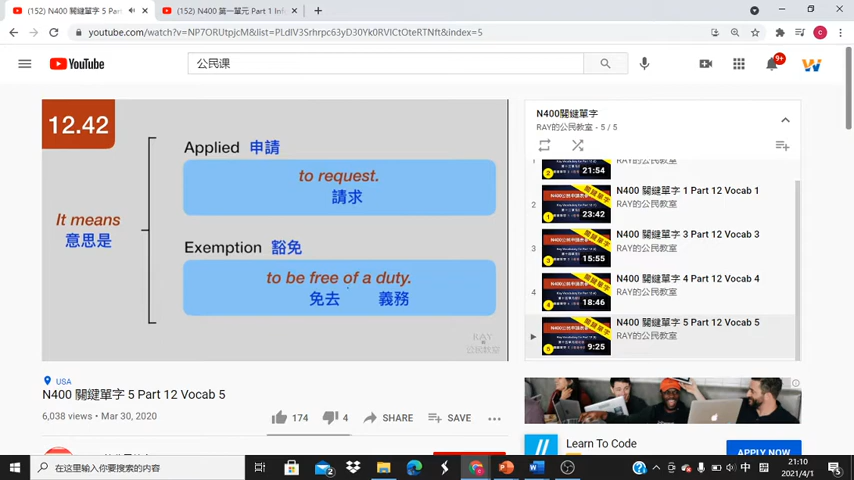 (152) N400 關鍵單字 5 Par
(152) N400 第一單元 Part 1 Inf
youtube.com/watch?v=NP7ORUtpjcM&list=PLdlV3Srhrpc63yD30Yk0RVICtOteRTNft&index=5
YouTube
公民课
9+
12.42
It means
意思是
Applied 申請
to request.
請求
Exemption 豁免
to be free of a duty.
免去 義務
RAY的
公民教室
N400關鍵單字
RAY的公民教室 - 5 / 5
21:54
RAY的公民教室
2
N400 關鍵單字 1 Part 12 Vocab 1
RAY的公民教室
23:42
3
N400 關鍵單字 3 Part 12 Vocab 3
RAY的公民教室
15:55
4
N400 關鍵單字 4 Part 12 Vocab 4
RAY的公民教室
18:46
N400 關鍵單字 5 Part 12 Vocab 5
RAY的公民教室
9:25
USA
N400 關鍵單字 5 Part 12 Vocab 5
6,038 views • Mar 30, 2020
174
4
SHARE
SAVE
Learn To Code
APPLY NOW
在这里输入你要搜索的内容
中
21:10
2021/4/1